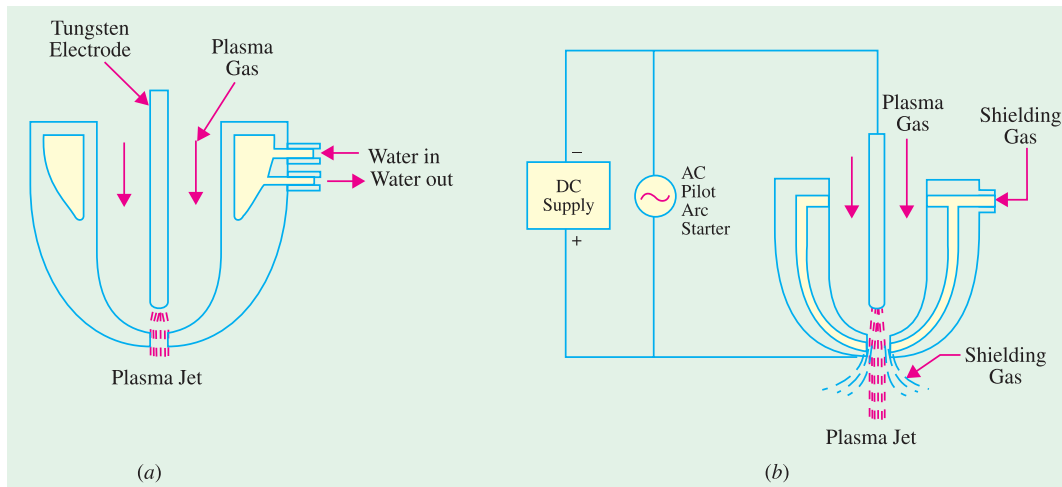 Tungsten
Electrode
Plasma
Gas
Water in
Water out
Plasma Jet
(a)
−
DC
Supply
+
AC
Pilot
Arc
Starter
Plasma
Gas
Shielding
Gas
Shielding
Gas
Plasma Jet
(b)